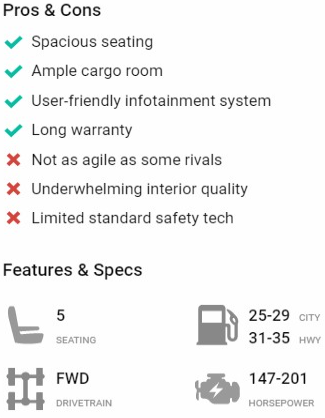 Pros & Cons
Spacious seating
Ample cargo room
User-friendly infotainment system
Long warranty
Not as agile as some rivals
Underwhelming interior quality
Limited standard safety tech
Features & Specs
5
SEATING
25-29 CITY
31-35 HWY
FWD
DRIVETRAIN
147-201
HORSEPOWER